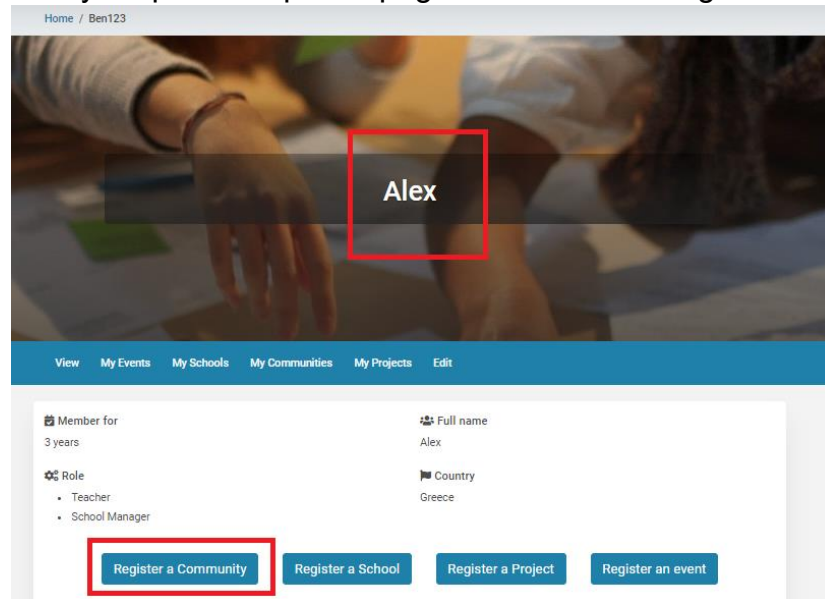 Home / Ben123
Alex
View My Events My Schools My Communities My Projects Edit
Member for Full name
3 years Alex
Role Country
• Teacher Greece
• School Manager
Register a Community Register a School Register a Project Register an event